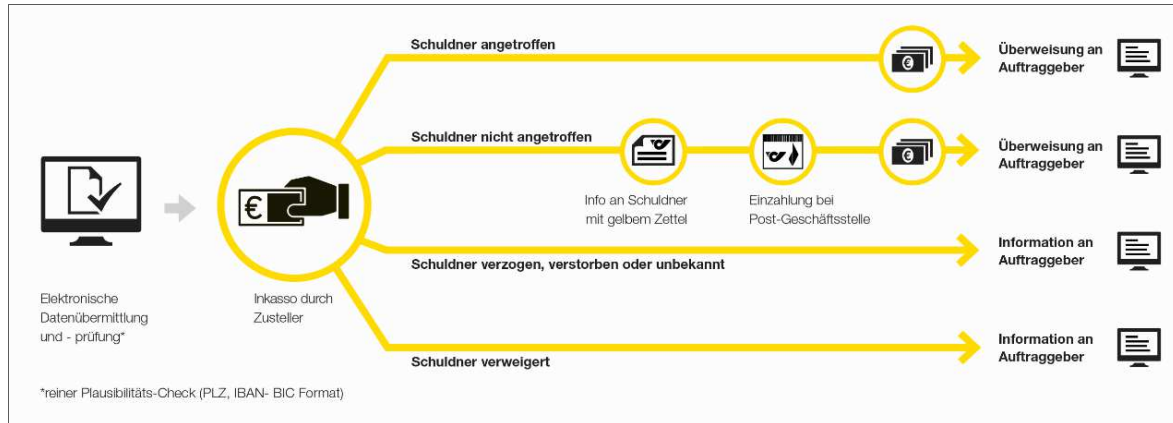 Schuldner angetroffen
Überweisung an
Auftraggeber
Schuldner nicht angetroffen
Überweisung an
Auftraggeber
Info an Schuldner
mit gelbem Zettel
Einzahlung bei
Post-Geschäftsstelle
Information an
Auftraggeber
Schuldner verzogen, verstorben oder unbekannt
Elektronische
Datenübermittlung
und - prüfung*
Inkasso durch
Zusteller
Information an
Auftraggeber
Schuldner verweigert
*reiner Plausibilitäts-Check (PLZ, IBAN- BIC Format)